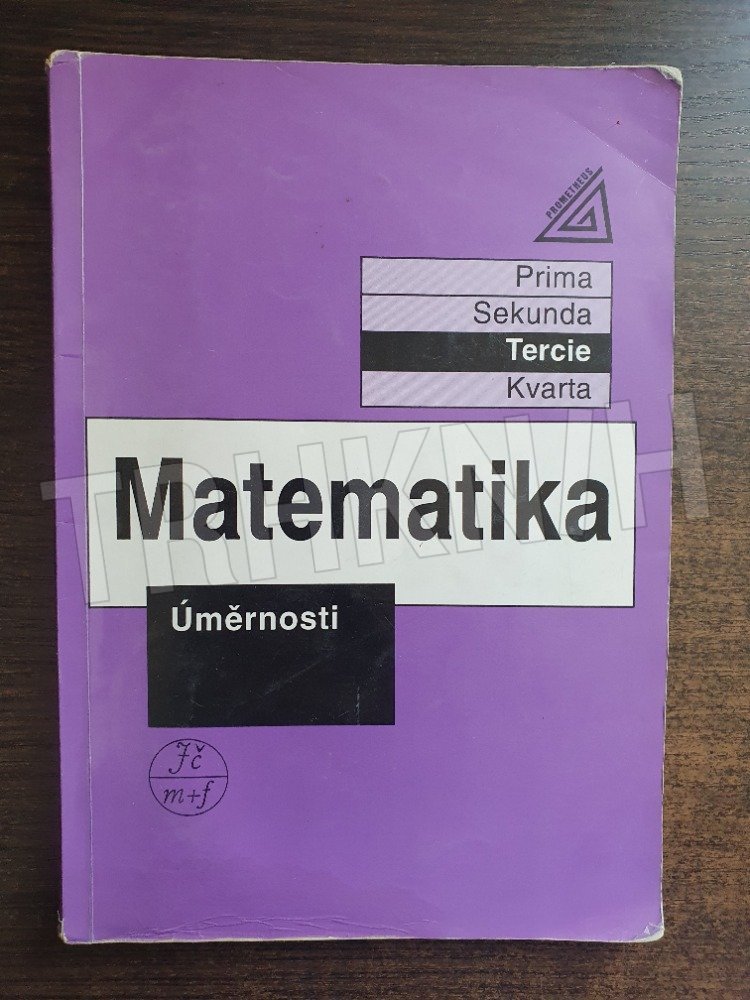 PROMETHEUS
Prima
Sekunda
Tercie
Kvarta
Matematika
TRHKNIH
Úměrnosti
Jč
m+f